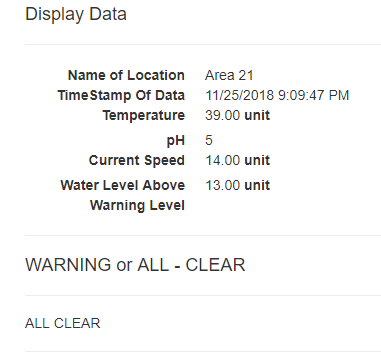 Display Data
Name of Location Area 21
TimeStamp Of Data 11/25/2018 9:09:47 PM
Temperature 39.00 unit
pH 5
Current Speed 14.00 unit
Water Level Above 13.00 unit
Warning Level
WARNING or ALL - CLEAR
ALL CLEAR